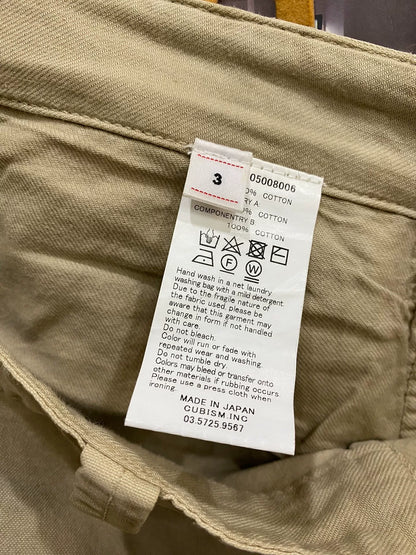 3
05008006
0% COTTON
RY A
0% COTTON
COMPONENTRY B
100% COTTON
F W
Hand wash in a net laundry
washing bag with a mild detergent.
Due to the fragile nature of
the fabric used, please be
aware that this garment may
change in form if not handled
with care.
Do not bleach.
Color will run or fade with
repeated wear and washing.
Do not tumble dry.
Colors may bleed or transfer onto
other materials if rubbing occurs
Please use a press cloth when
ironing.
MADE IN JAPAN
CUBISM.INC
03.5725.9567